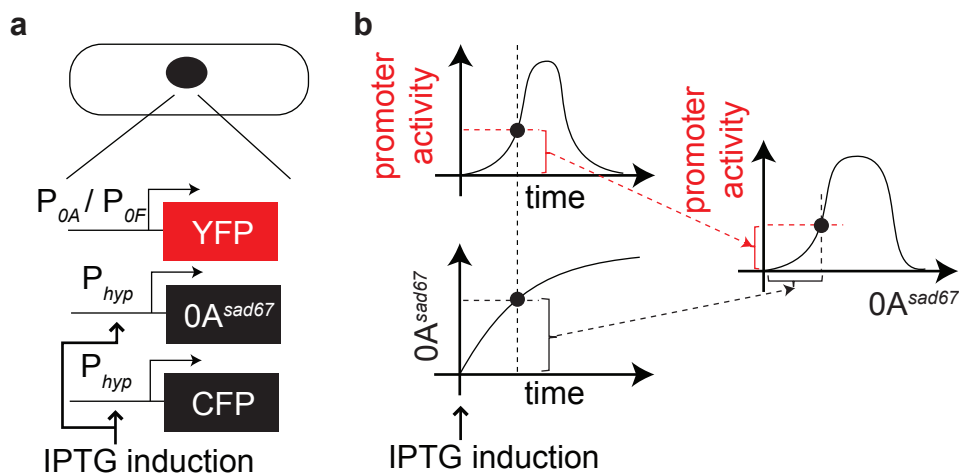 a
P0A / P0F
YFP
Phyp
0Asad67
Phyp
CFP
IPTG induction
b
promoter
activity
time
0Asad67
time
IPTG induction
promoter
activity
0Asad67